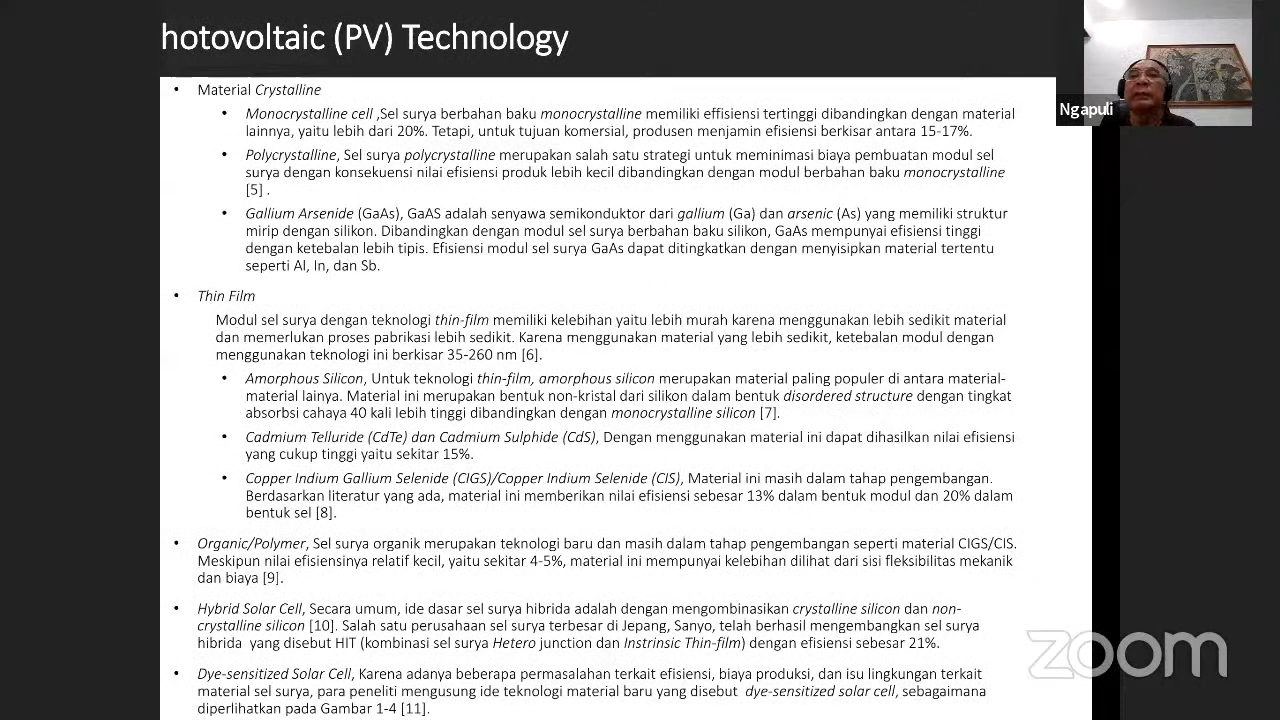 hotovoltaic (PV) Technology
Ngapuli
• Material Crystalline
• Monocrystalline cell ,Sel surya berbahan baku monocrystalline memiliki effisiensi tertinggi dibandingkan dengan material
lainnya, yaitu lebih dari 20%. Tetapi, untuk tujuan komersial, produsen menjamin efisiensi berkisar antara 15-17%.
• Polycrystalline, Sel surya polycrystalline merupakan salah satu strategi untuk meminimasi biaya pembuatan modul sel
surya dengan konsekuensi nilai efisiensi produk lebih kecil dibandingkan dengan modul berbahan baku monocrystalline
[5] .
• Gallium Arsenide (GaAs), GaAS adalah senyawa semikonduktor dari gallium (Ga) dan arsenic (As) yang memiliki struktur
mirip dengan silikon. Dibandingkan dengan modul sel surya berbahan baku silikon, GaAs mempunyai efisiensi tinggi
dengan ketebalan lebih tipis. Efisiensi modul sel surya GaAs dapat ditingkatkan dengan menyisipkan material tertentu
seperti Al, In, dan Sb.
• Thin Film
Modul sel surya dengan teknologi thin-film memiliki kelebihan yaitu lebih murah karena menggunakan lebih sedikit material
dan memerlukan proses pabrikasi lebih sedikit. Karena menggunakan material yang lebih sedikit, ketebalan modul dengan
menggunakan teknologi ini berkisar 35-260 nm [6].
• Amorphous Silicon, Untuk teknologi thin-film, amorphous silicon merupakan material paling populer di antara material-
material lainya. Material ini merupakan bentuk non-kristal dari silikon dalam bentuk disordered structure dengan tingkat
absorbsi cahaya 40 kali lebih tinggi dibandingkan dengan monocrystalline silicon [7].
• Cadmium Telluride (CdTe) dan Cadmium Sulphide (CdS), Dengan menggunakan material ini dapat dihasilkan nilai efisiensi
yang cukup tinggi yaitu sekitar 15%.
• Copper Indium Gallium Selenide (CIGS)/Copper Indium Selenide (CIS), Material ini masih dalam tahap pengembangan.
Berdasarkan literatur yang ada, material ini memberikan nilai efisiensi sebesar 13% dalam bentuk modul dan 20% dalam
bentuk sel [8].
• Organic/Polymer, Sel surya organik merupakan teknologi baru dan masih dalam tahap pengembangan seperti material CIGS/CIS.
Meskipun nilai efisiensinya relatif kecil, yaitu sekitar 4-5%, material ini mempunyai kelebihan dilihat dari sisi fleksibilitas mekanik
dan biaya [9].
• Hybrid Solar Cell, Secara umum, ide dasar sel surya hibrida adalah dengan mengombinasikan crystalline silicon dan non-
crystalline silicon [10]. Salah satu perusahaan sel surya terbesar di Jepang, Sanyo, telah berhasil mengembangkan sel surya
hibrida yang disebut HIT (kombinasi sel surya Hetero junction dan Instrinsic Thin-film) dengan efisiensi sebesar 21%.
• Dye-sensitized Solar Cell, Karena adanya beberapa permasalahan terkait efisiensi, biaya produksi, dan isu lingkungan terkait
material sel surya, para peneliti mengusung ide teknologi material baru yang disebut dye-sensitized solar cell, sebagaimana
diperlihatkan pada Gambar 1-4 [11].
zoom